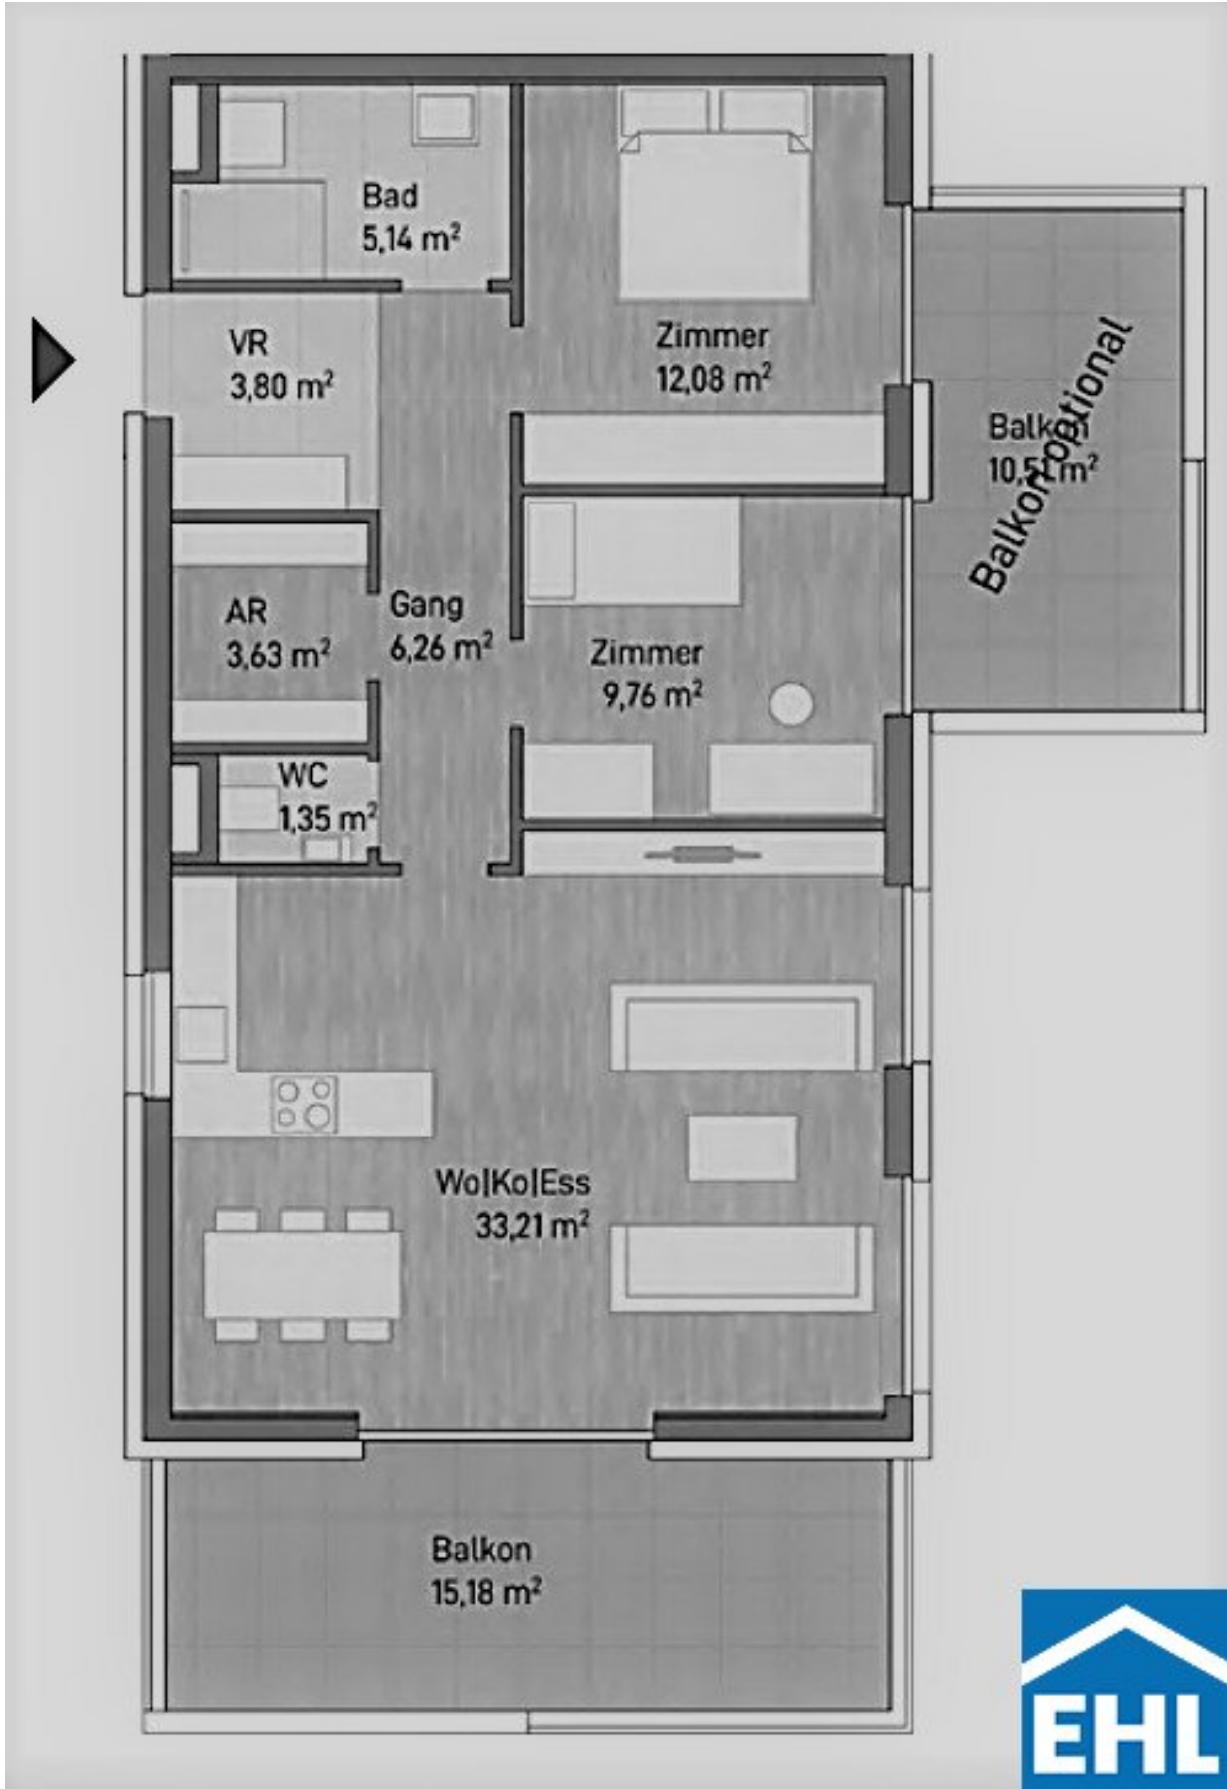 Bad
5,14 m²
VR
3,80 m²
Zimmer
12,08 m²
Balkon
10,51 m²
Balkon optional
AR
3,63 m²
Gang
6,26 m²
Zimmer
9,76 m²
WC
1,35 m²
Wo|Ko|Ess
33,21 m²
Balkon
15,18 m²
EHL